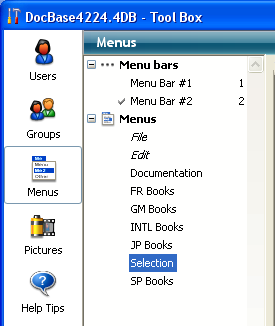 DocBase4224.4DB - Tool Box
Users
Groups
Menus
Pictures
Help Tips
Menus
Menu bars
Menu Bar #1 1
Menu Bar #2 2
Menus
File
Edit
Documentation
FR Books
GM Books
INTL Books
JP Books
Selection
SP Books